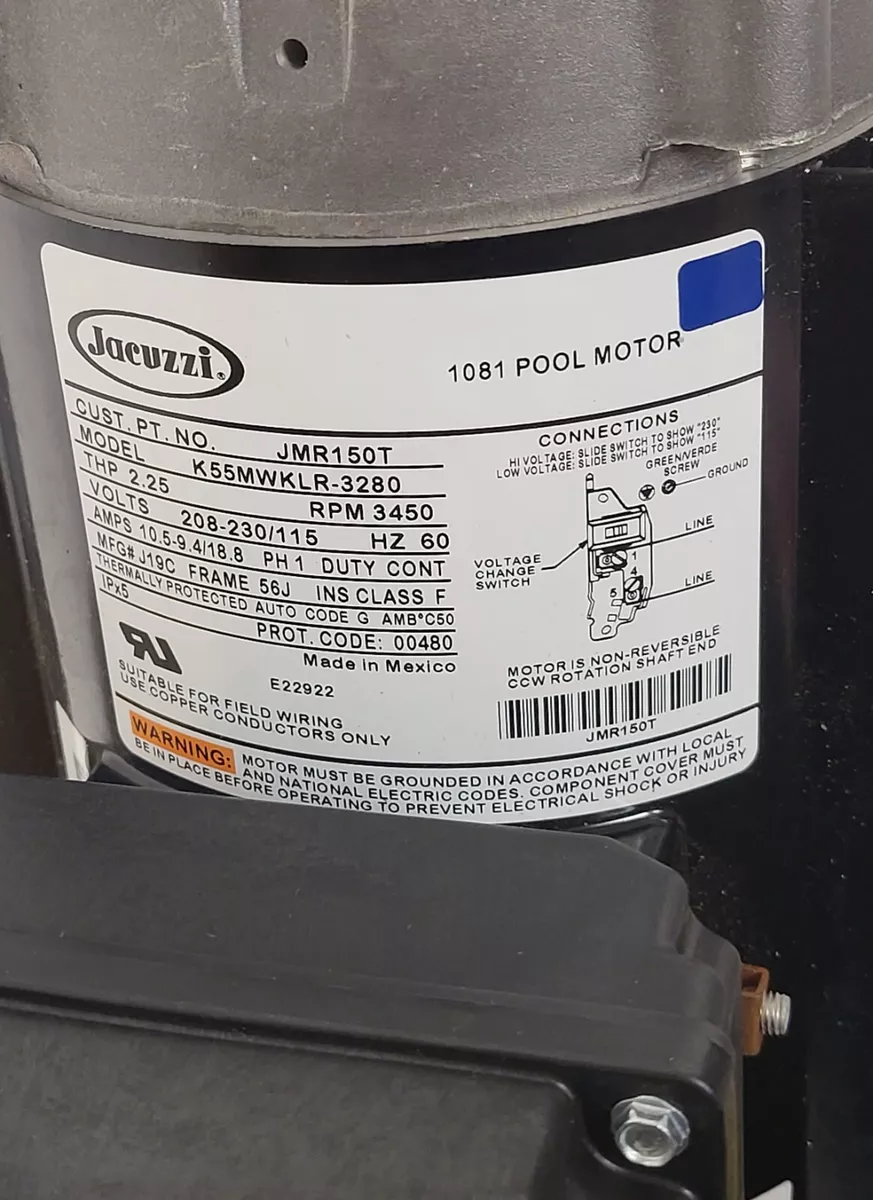 Jacuzzi®
1081 POOL MOTOR
CUST. PT. NO. JMR150T
MODEL K55MWKLR-3280
THP 2.25 RPM 3450
VOLTS 208-230/115 HZ 60
AMPS 10.5-9.4/18.8 PH 1 DUTY CONT
MFG# J19C FRAME 56J INS CLASS F
THERMALLY PROTECTED AUTO CODE G AMB°C50
IPx5 PROT. CODE: 00480
Made in Mexico
E22922
SUITABLE FOR FIELD WIRING
USE COPPER CONDUCTORS ONLY
CONNECTIONS
HI VOLTAGE: SLIDE SWITCH TO SHOW "230"
LOW VOLTAGE: SLIDE SWITCH TO SHOW "115"
GREEN/VERDE
SCREW
GROUND
LINE
VOLTAGE
CHANGE
SWITCH
1
4
5
LINE
MOTOR IS NON-REVERSIBLE
CCW ROTATION SHAFT END
JMR150T
WARNING: MOTOR MUST BE GROUNDED IN ACCORDANCE WITH LOCAL
AND NATIONAL ELECTRIC CODES. COMPONENT COVER MUST
BE IN PLACE BEFORE OPERATING TO PREVENT ELECTRICAL SHOCK OR INJURY